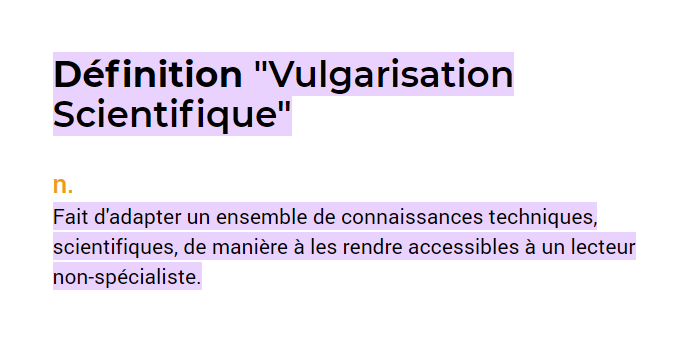 Définition "Vulgarisation
Scientifique"
n.
Fait d'adapter un ensemble de connaissances techniques,
scientifiques, de manière à les rendre accessibles à un lecteur
non-spécialiste.